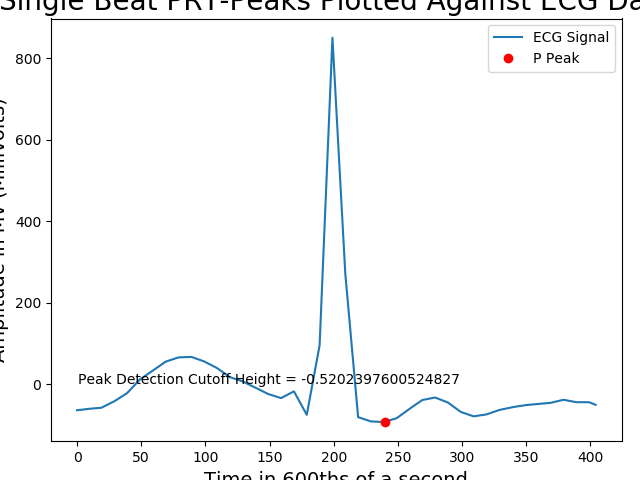 Single Beat PRT-Peaks Plotted Against ECG Da
ECG Signal
P Peak
Amplitude in MV (Millivolts)
800
600
400
200
0
Peak Detection Cutoff Height = -0.5202397600524827
0 50 100 150 200 250 300 350 400
Time in 600ths of a second